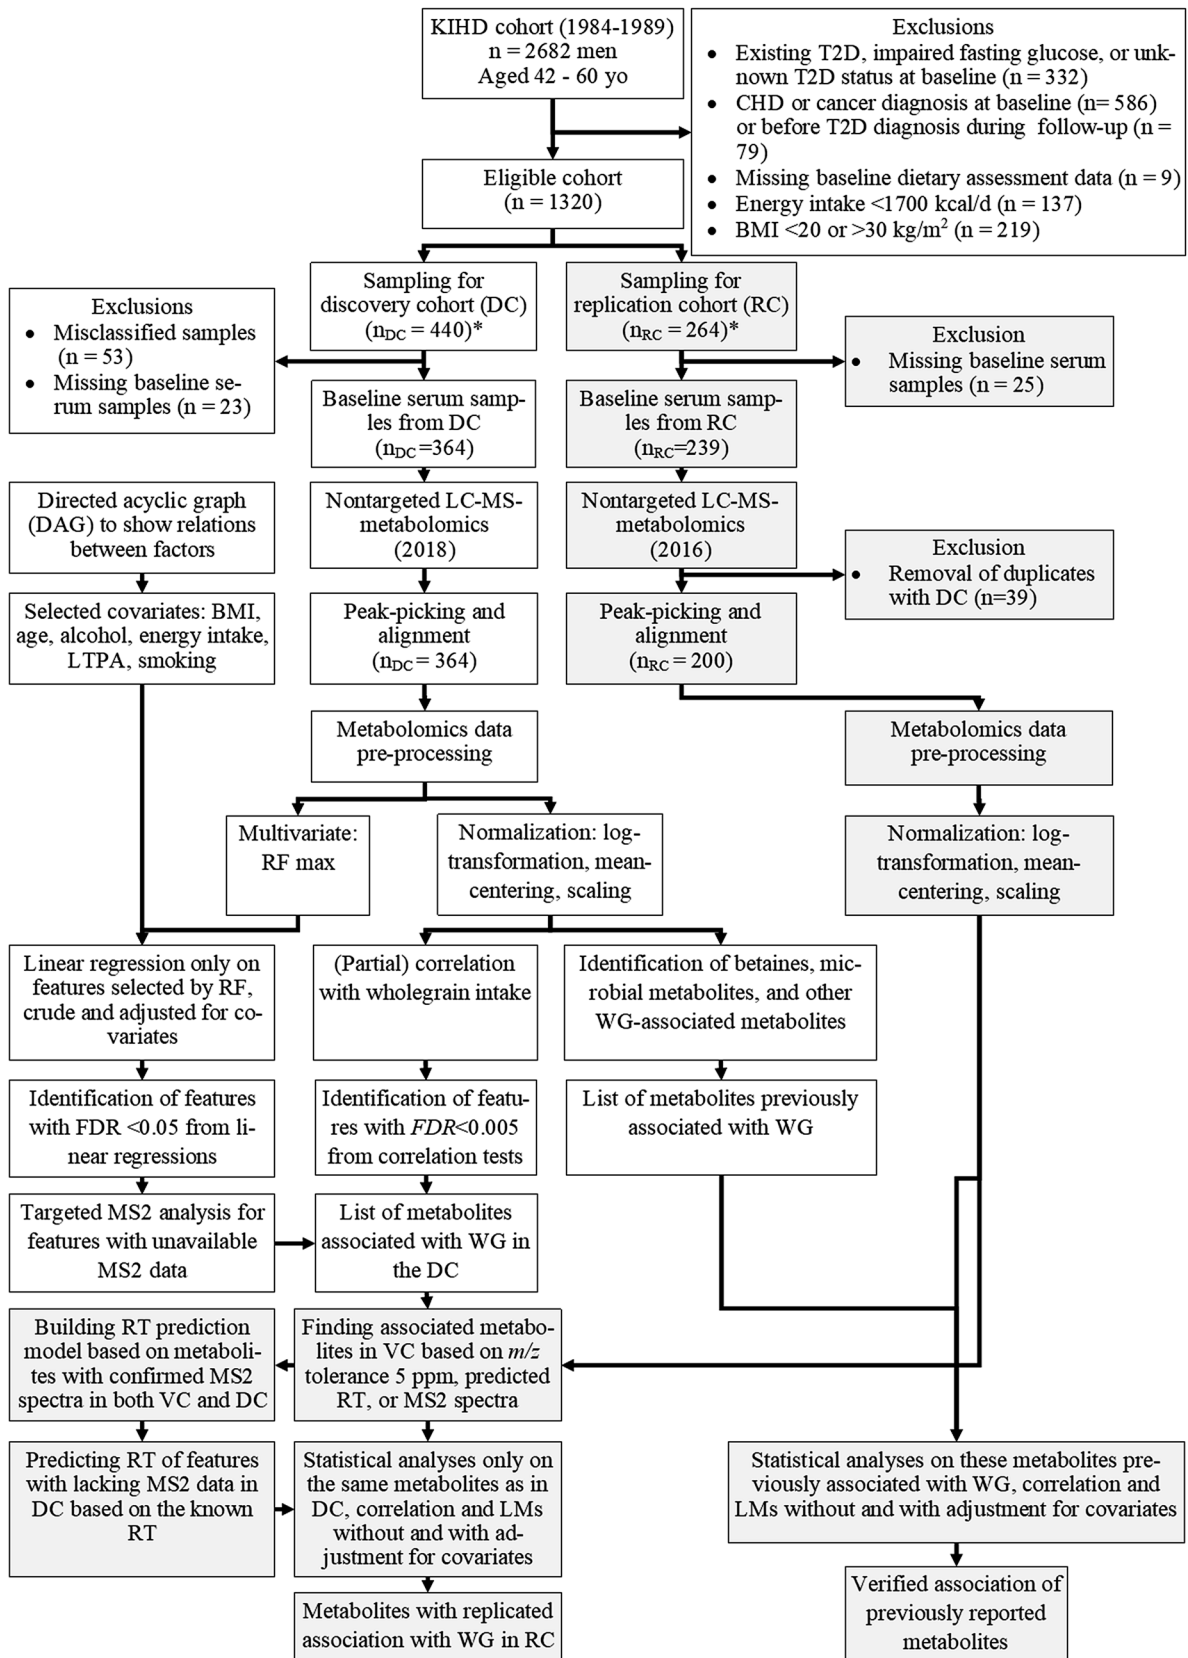 KIHD cohort (1984-1989)
n = 2682 men
Aged 42 - 60 yo
Exclusions
• Existing T2D, impaired fasting glucose, or unk-
nown T2D status at baseline (n = 332)
• CHD or cancer diagnosis at baseline (n= 586)
or before T2D diagnosis during follow-up (n =
79)
• Missing baseline dietary assessment data (n = 9)
• Energy intake <1700 kcal/d (n = 137)
• BMI <20 or >30 kg/m² (n = 219)
Eligible cohort
(n = 1320)
Sampling for
discovery cohort (DC)
(nDC = 440)*
Sampling for
replication cohort (RC)
(nRC = 264)*
Exclusions
• Misclassified samples
(n = 53)
• Missing baseline se-
rum samples (n = 23)
Exclusion
• Missing baseline serum
samples (n = 25)
Baseline serum samp-
les from DC
(nDC =364)
Baseline serum samp-
les from RC
(nRC=239)
Directed acyclic graph
(DAG) to show relations
between factors
Nontargeted LC-MS-
metabolomics
(2018)
Nontargeted LC-MS-
metabolomics
(2016)
Exclusion
• Removal of duplicates
with DC (n=39)
Selected covariates: BMI,
age, alcohol, energy intake,
LTPA, smoking
Peak-picking and
alignment
(nDC = 364)
Peak-picking and
alignment
(nRC = 200)
Metabolomics data
pre-processing
Metabolomics data
pre-processing
Multivariate:
RF max
Normalization: log-
transformation, mean-
centering, scaling
Normalization: log-
transformation, mean-
centering, scaling
Linear regression only on
features selected by RF,
crude and adjusted for co-
variates
(Partial) correlation
with wholegrain intake
Identification of betaines, mic-
robial metabolites, and other
WG-associated metabolites
Identification of features
with FDR <0.05 from li-
near regressions
Identification of featu-
res with FDR<0.005
from correlation tests
List of metabolites previously
associated with WG
Targeted MS2 analysis for
features with unavailable
MS2 data
List of metabolites
associated with WG in
the DC
Building RT prediction
model based on metaboli-
tes with confirmed MS2
spectra in both VC and DC
Finding associated metabo-
lites in VC based on m/z
tolerance 5 ppm, predicted
RT, or MS2 spectra
Predicting RT of features
with lacking MS2 data in
DC based on the known
RT
Statistical analyses only on
the same metabolites as in
DC, correlation and LMs
without and with ad-
justment for covariates
Statistical analyses on these metabolites pre-
viously associated with WG, correlation and
LMs without and with adjustment for covariates
Metabolites with replicated
association with WG in RC
Verified association of
previously reported
metabolites